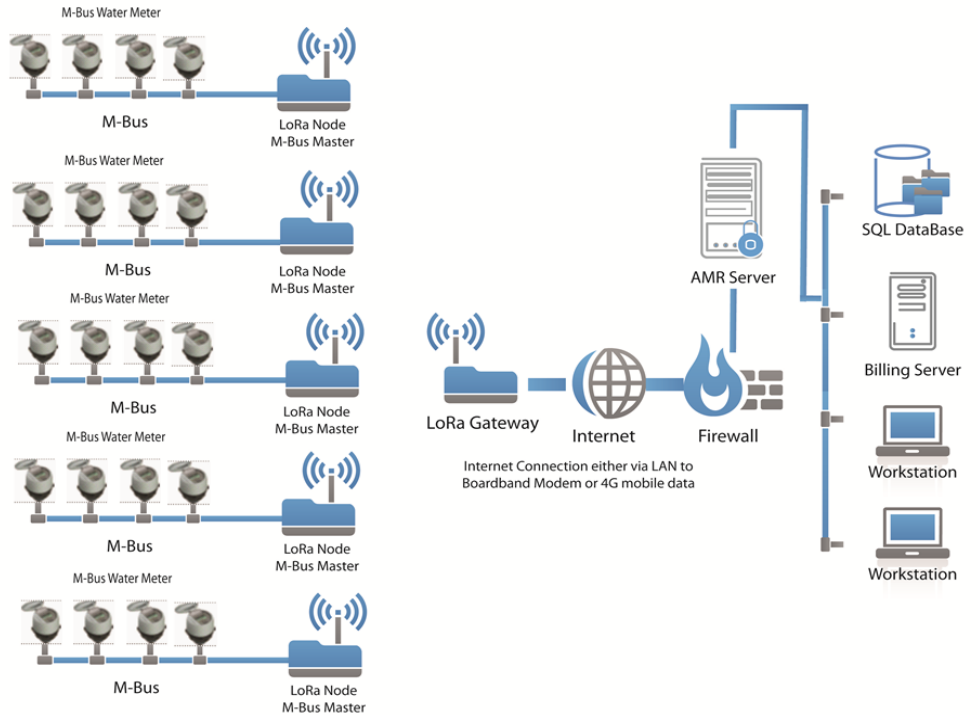 M-Bus Water Meter
M-Bus
LoRa Node
M-Bus Master
M-Bus Water Meter
M-Bus
LoRa Node
M-Bus Master
M-Bus Water Meter
M-Bus
LoRa Node
M-Bus Master
M-Bus Water Meter
M-Bus
LoRa Node
M-Bus Master
M-Bus Water Meter
M-Bus
LoRa Node
M-Bus Master
LoRa Gateway
Internet
Firewall
Internet Connection either via LAN to
Boardband Modem or 4G mobile data
AMR Server
SQL DataBase
Billing Server
Workstation
Workstation